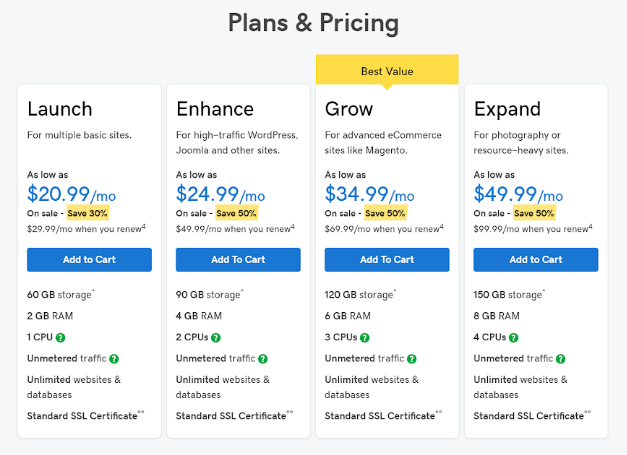 Plans & Pricing
Best Value
Launch
For multiple basic sites.
As low as
$20.99/mo
On sale - Save 30%
$29.99/mo when you renew4
Add to Cart
60 GB storage^
2 GB RAM
1 CPU ?
Unmetered traffic ?
Unlimited websites &
databases
Standard SSL Certificate**
Enhance
For high-traffic WordPress,
Joomla and other sites.
As low as
$24.99/mo
On sale - Save 50%
$49.99/mo when you renew4
Add To Cart
90 GB storage^
4 GB RAM
2 CPUs ?
Unmetered traffic ?
Unlimited websites &
databases
Standard SSL Certificate**
Grow
For advanced eCommerce
sites like Magento.
As low as
$34.99/mo
On sale - Save 50%
$69.99/mo when you renew4
Add To Cart
120 GB storage^
6 GB RAM
3 CPUs ?
Unmetered traffic ?
Unlimited websites &
databases
Standard SSL Certificate**
Expand
For photography or
resource-heavy sites.
As low as
$49.99/mo
On sale - Save 50%
$99.99/mo when you renew4
Add to Cart
150 GB storage^
8 GB RAM
4 CPUs ?
Unmetered traffic ?
Unlimited websites &
databases
Standard SSL Certificate**